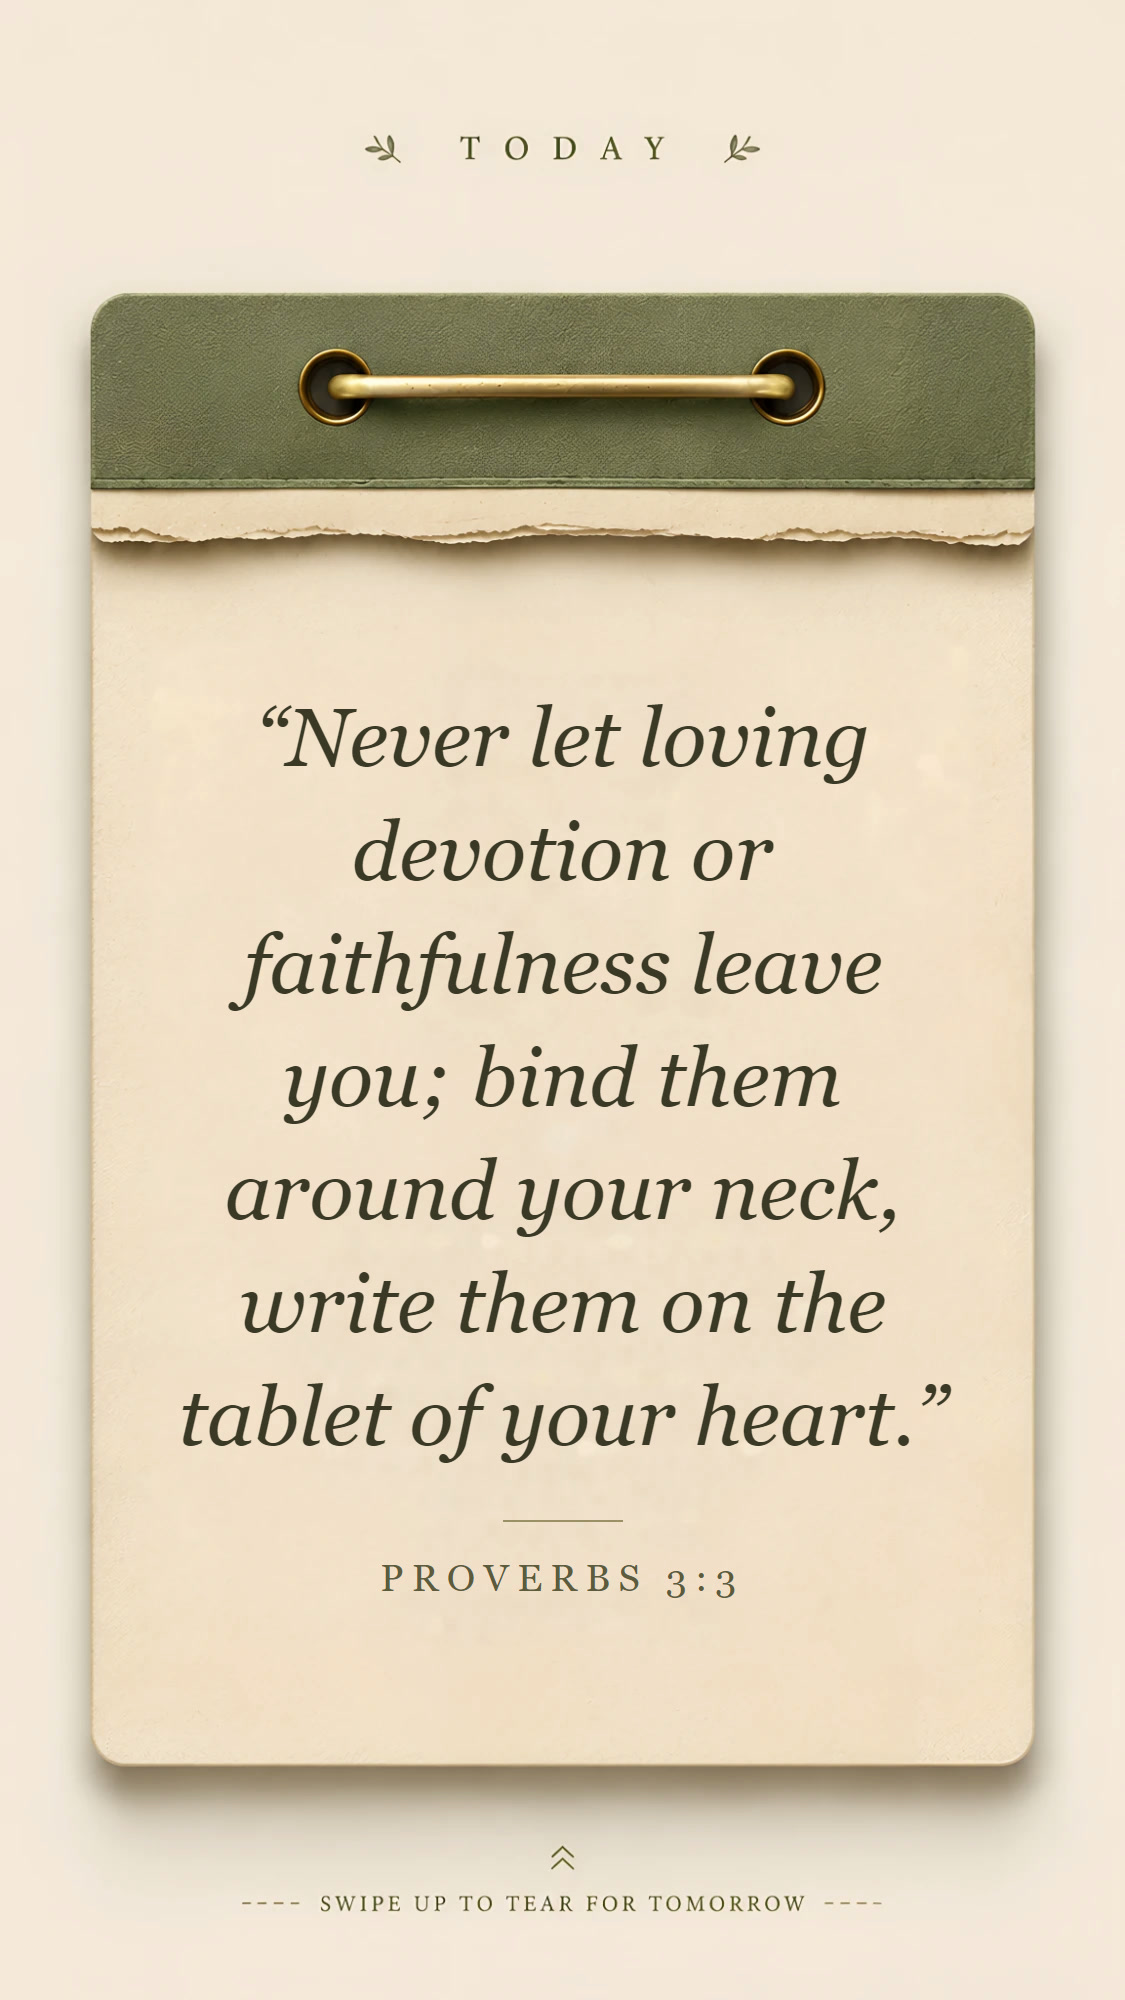 TODAY
“Never let loving
devotion or
faithfulness leave
you; bind them
around your neck,
write them on the
tablet of your heart.”
PROVERBS 3:3
SWIPE UP TO TEAR FOR TOMORROW